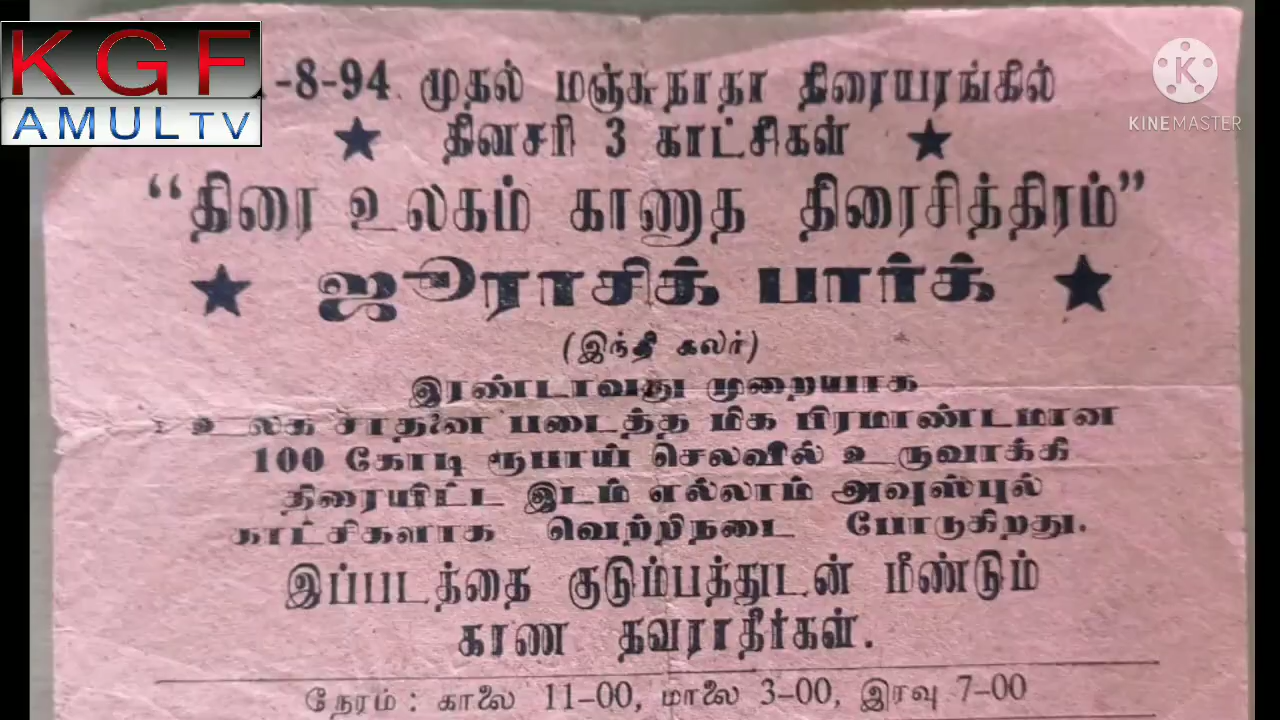 KGF
AMUL TV
KINEMASTER
-8-94. முதல் மஞ்சுநாதா திரையரங்கில்
★ தினசரி 3 காட்சிகள் ★
“திரை உலகம் காணாத திரைசித்திரம்”
★ ஜூராசிக் பார்க் ★
(இந்தி கலர்)
இரண்டாவது முறையாக
உலக சாதனை படைத்த மிக பிரமாண்டமான
100 கோடி ரூபாய் செலவில் உருவாக்கி
திரையிட்ட இடம் எல்லாம் அவுஸ்புல்
காட்சிகளாக வெற்றிநடை போடுகிறது.
இப்படத்தை குடும்பத்துடன் மீண்டும்
காண தவராதீர்கள்.
நேரம் : காலை 11-00, மாலை 3-00, இரவு 7-00